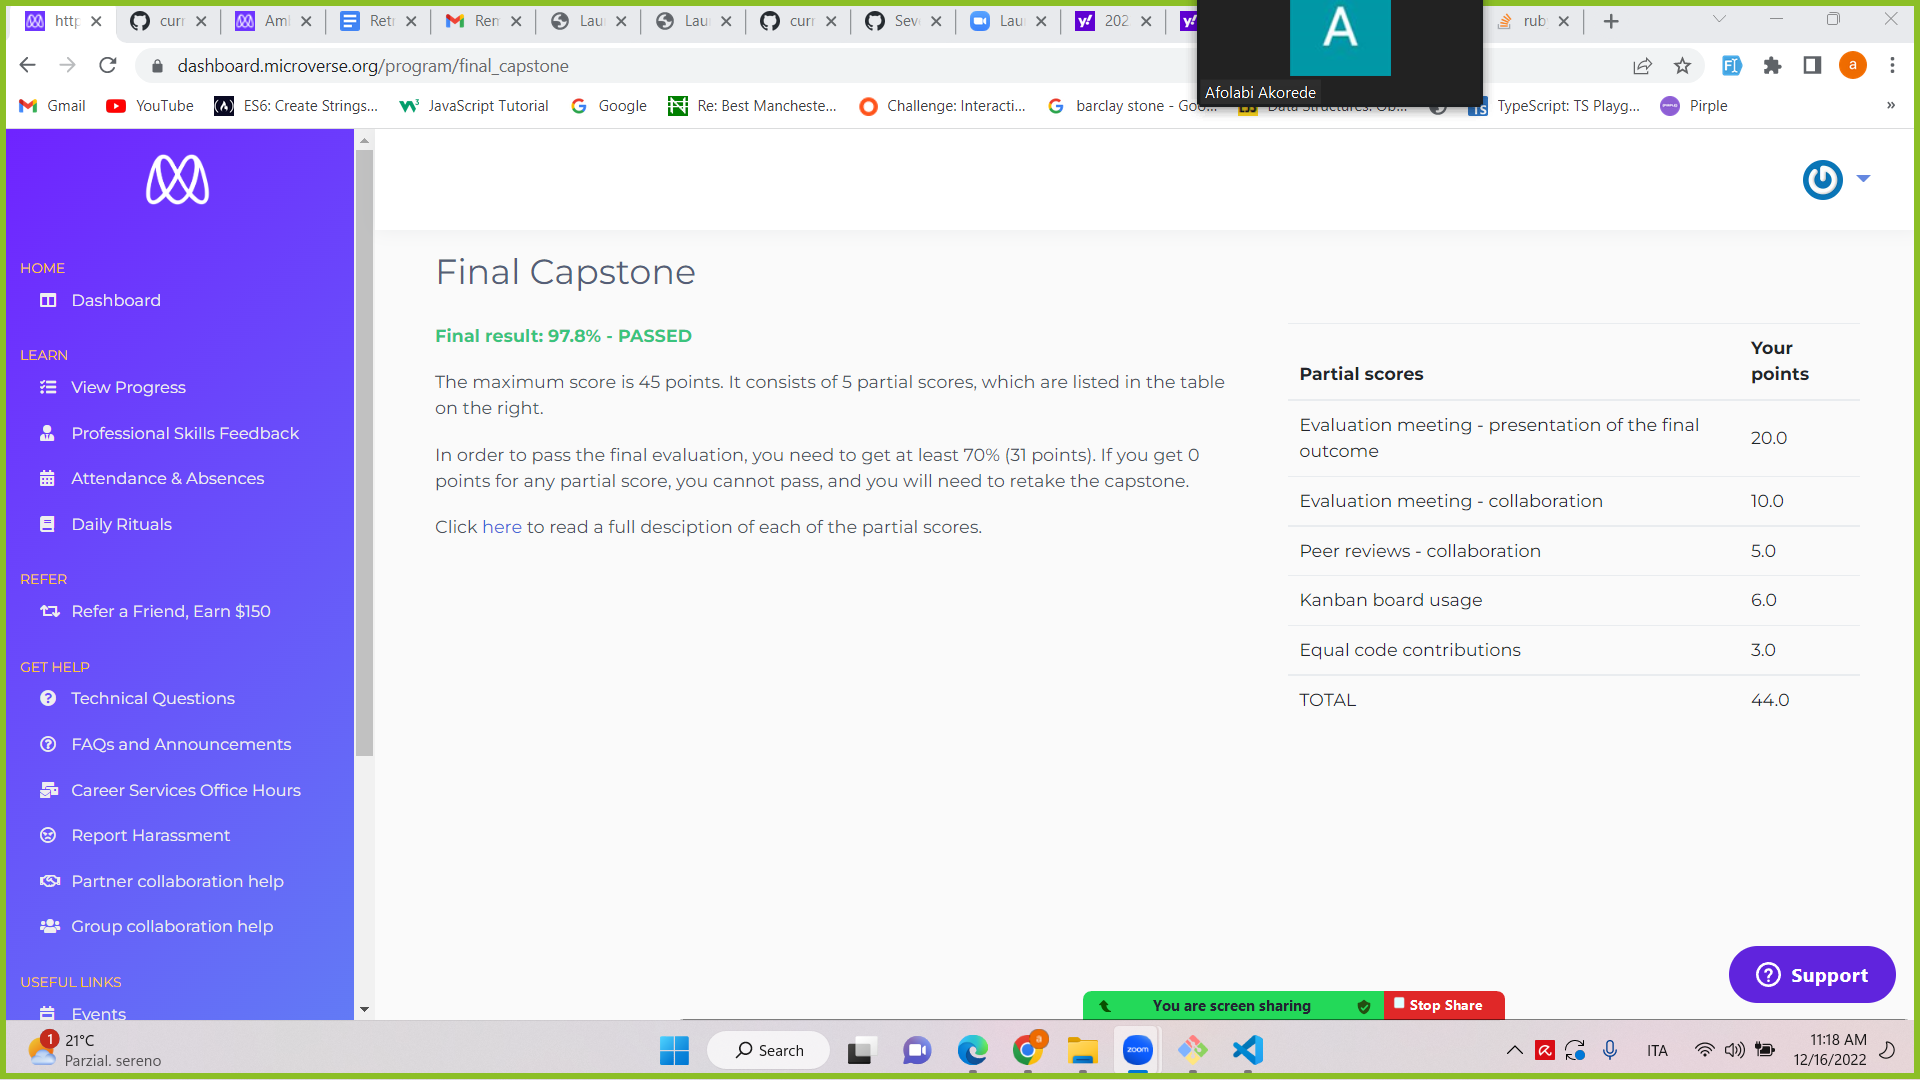 http
curr
Aml
Retr
Rem
Laur
Laur
curr
Seve
Laur
202
ruby
A
Afolabi Akorede
dashboard.microverse.org/program/final_capstone
a
Gmail
YouTube
ES6: Create Strings...
JavaScript Tutorial
Google
Re: Best Mancheste...
Challenge: Interacti...
barclay stone - Goo...
Data Structures: Ob...
TypeScript: TS Playg...
Pirple
»
HOME
Dashboard
LEARN
View Progress
Professional Skills Feedback
Attendance & Absences
Daily Rituals
REFER
Refer a Friend, Earn $150
GET HELP
Technical Questions
FAQs and Announcements
Career Services Office Hours
Report Harassment
Partner collaboration help
Group collaboration help
USEFUL LINKS
Events
Final Capstone
Final result: 97.8% - PASSED
The maximum score is 45 points. It consists of 5 partial scores, which are listed in the table
on the right.
In order to pass the final evaluation, you need to get at least 70% (31 points). If you get 0
points for any partial score, you cannot pass, and you will need to retake the capstone.
Click here to read a full desciption of each of the partial scores.
Partial scores
Your
points
Evaluation meeting - presentation of the final
outcome
20.0
Evaluation meeting - collaboration
10.0
Peer reviews - collaboration
5.0
Kanban board usage
6.0
Equal code contributions
3.0
TOTAL
44.0
Support
You are screen sharing
Stop Share
1
21°C
Parzial. sereno
Search
a
zoom
ITA
11:18 AM
12/16/2022